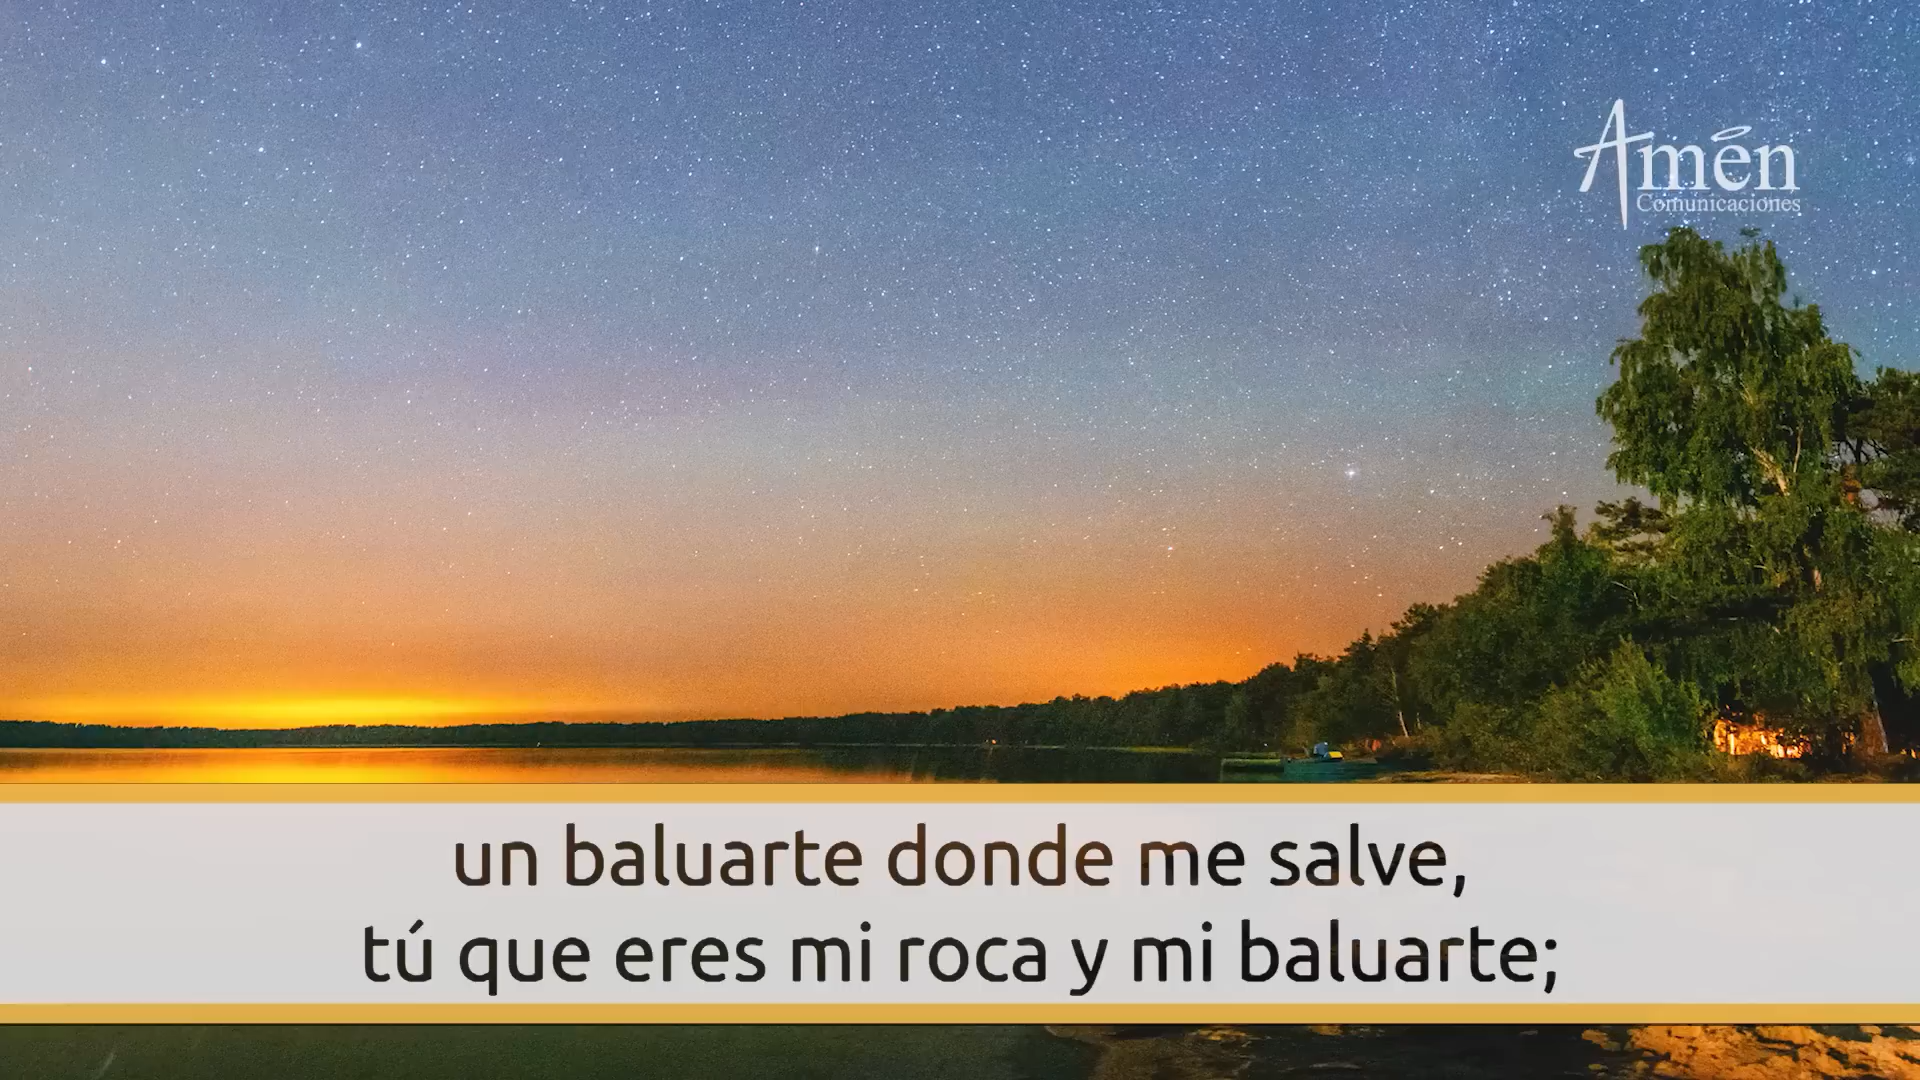 Amén
Comunicaciones
un baluarte donde me salve,
tú que eres mi roca y mi baluarte;